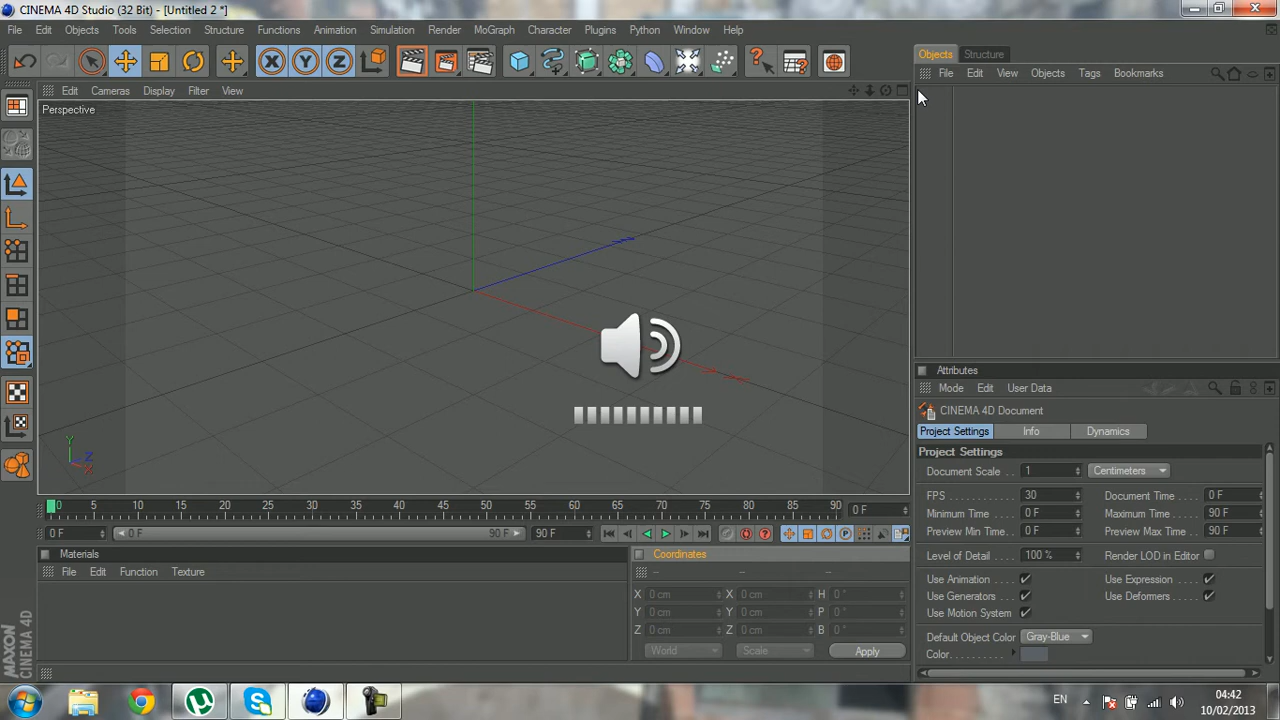 CINEMA 4D Studio (32 Bit) - [Untitled 2 *]
File Edit Objects Tools Selection Structure Functions Animation Simulation Render MoGraph Character Plugins Python Window Help
Objects Structure
File Edit View Objects Tags Bookmarks
Edit Cameras Display Filter View
Perspective
Y
Z
X
Attributes
Mode Edit User Data
CINEMA 4D Document
Project Settings Info Dynamics
Project Settings
Document Scale 1 Centimeters
FPS 30 Document Time 0 F
Minimum Time 0 F Maximum Time 90 F
Preview Min Time 0 F Preview Max Time 90 F
Level of Detail 100 % Render LOD in Editor
Use Animation Use Expression
Use Generators Use Deformers
Use Motion System
Default Object Color Gray-Blue
Color
0 5 10 15 20 25 30 35 40 45 50 55 60 65 70 75 80 85 90 0 F
0 F 0 F 90 F 90 F
Materials
File Edit Function Texture
Coordinates
-- -- --
X 0 cm X 0 cm H 0 °
Y 0 cm Y 0 cm P 0 °
Z 0 cm Z 0 cm B 0 °
World Scale Apply
MAXON
CINEMA 4D
EN
04:42
10/02/2013